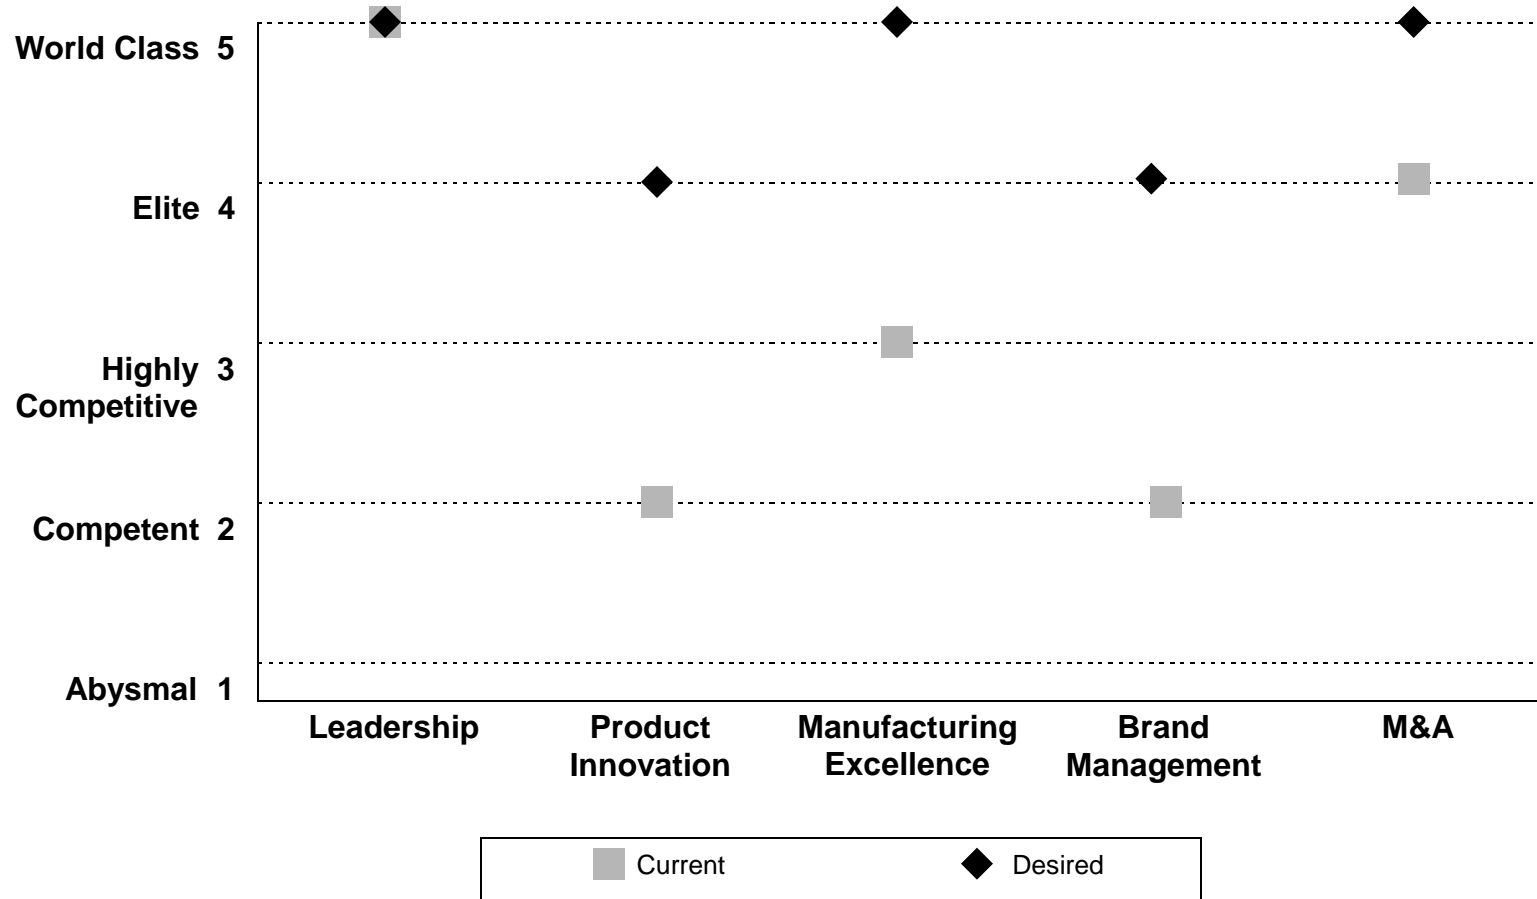 World Class 5
Elite 4
Highly 3
Competitive
Competent 2
Abysmal 1
Leadership
Product
Innovation
Manufacturing
Excellence
Brand
Management
M&A
Current
Desired